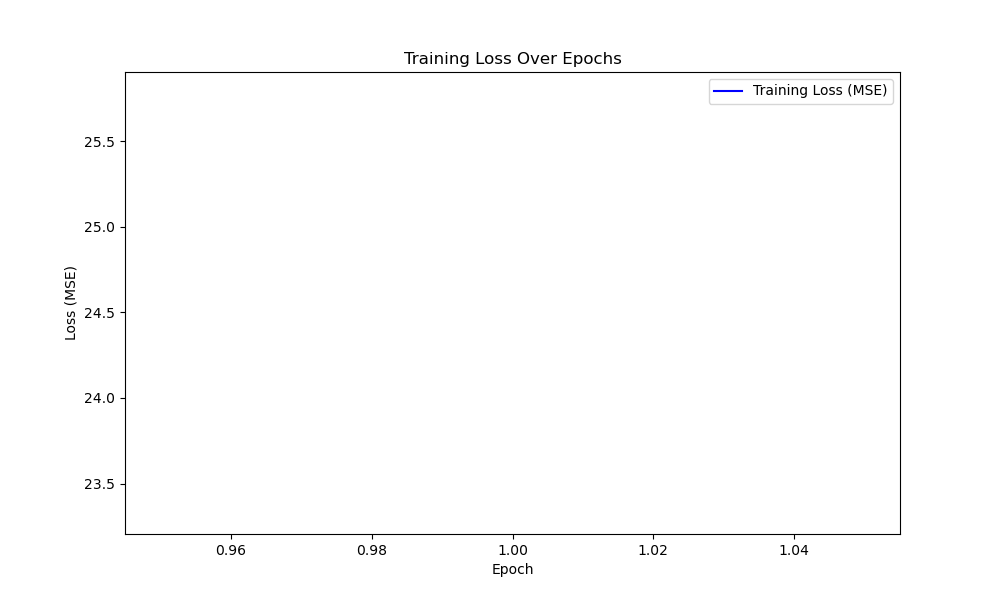 Training Loss Over Epochs
Training Loss (MSE)
25.5
25.0
24.5
24.0
23.5
Loss (MSE)
0.96 0.98 1.00 1.02 1.04
Epoch